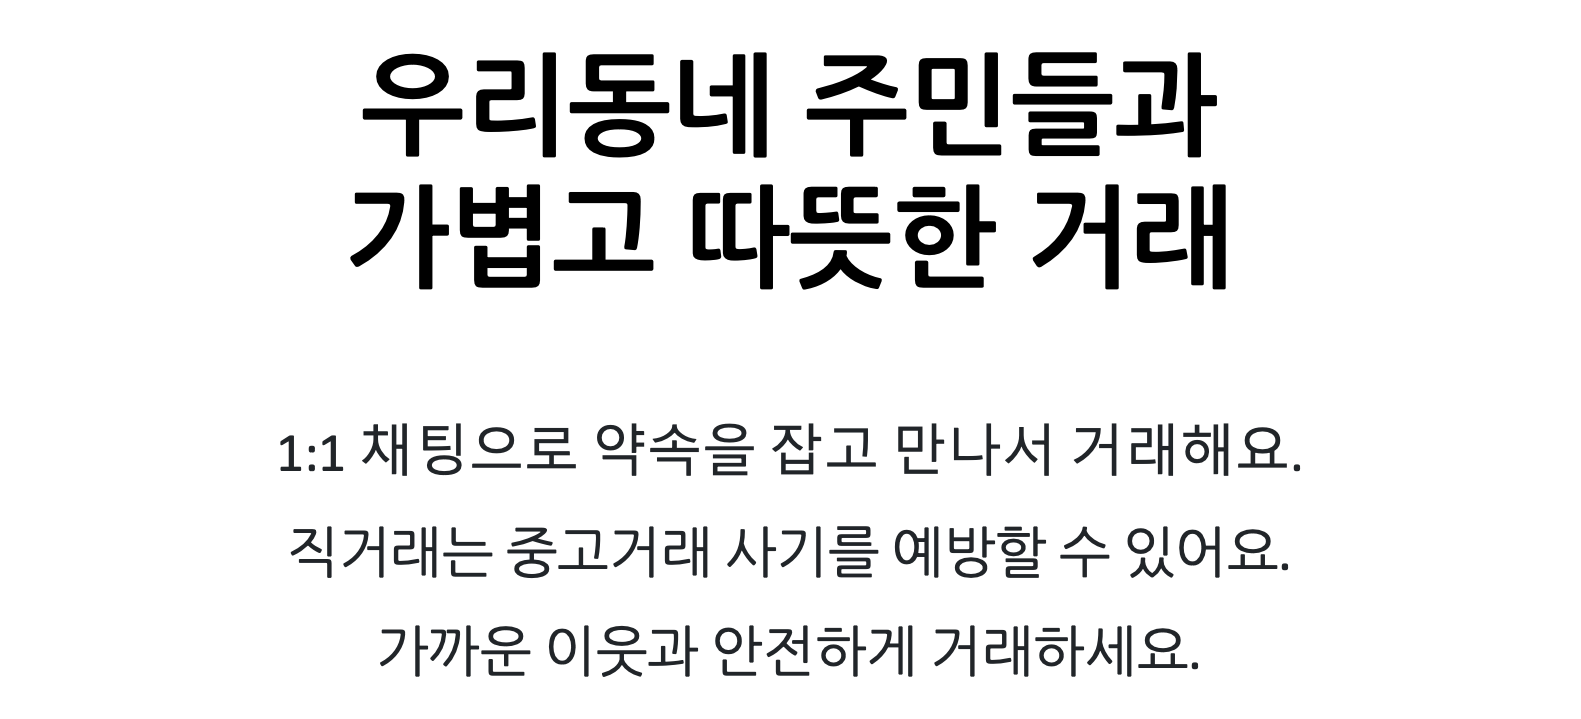 우리동네 주민들과
가볍고 따뜻한 거래
1:1 채팅으로 약속을 잡고 만나서 거래해요.
직거래는 중고거래 사기를 예방할 수 있어요.
가까운 이웃과 안전하게 거래하세요.